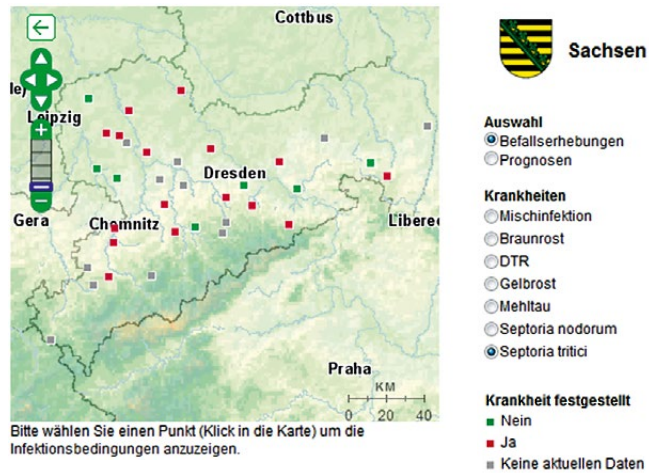 Cottbus
le)
Leipzig
Dresden
Gera
Chemnitz
Liberec
Praha
KM
0 20 40
Bitte wählen Sie einen Punkt (Klick in die Karte) um die
Infektionsbedingungen anzuzeigen.
Sachsen
Auswahl
Befallserhebungen
Prognosen
Krankheiten
Mischinfektion
Braunrost
DTR
Gelbrost
Mehltau
Septoria nodorum
Septoria tritici
Krankheit festgestellt
Nein
Ja
Keine aktuellen Daten